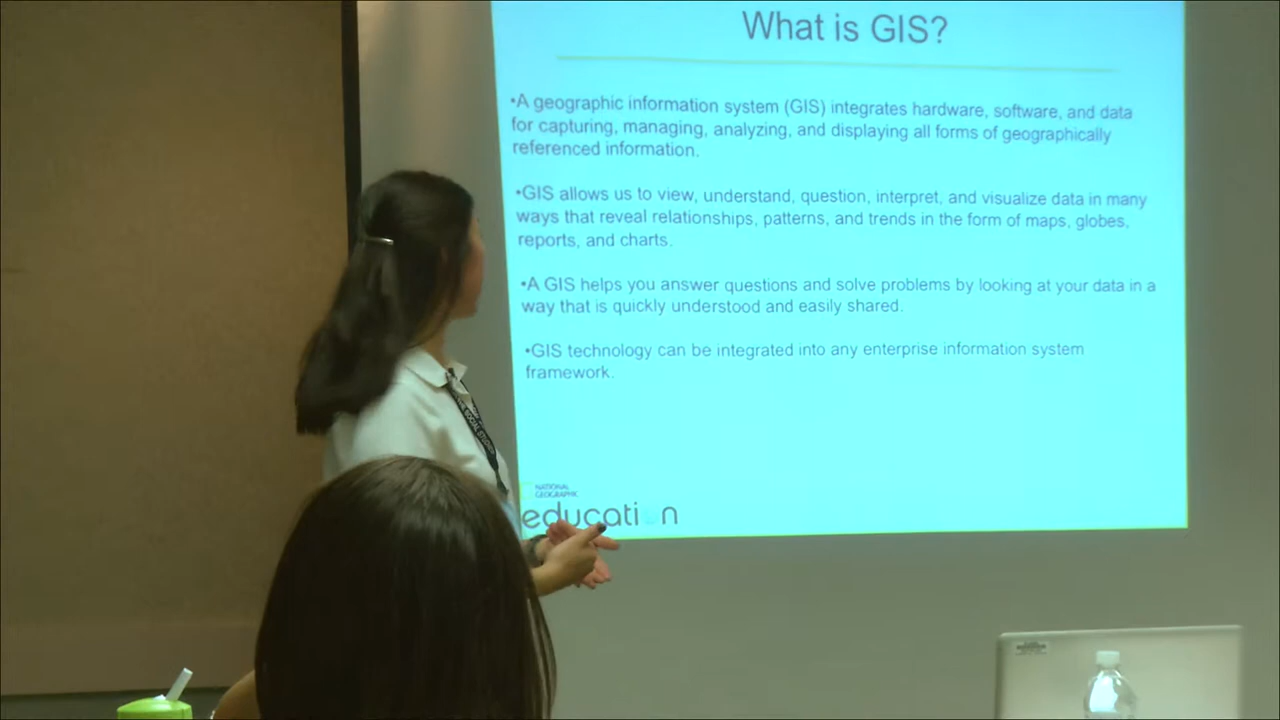 What is GIS?
•A geographic information system (GIS) integrates hardware, software, and data
for capturing, managing, analyzing, and displaying all forms of geographically
referenced information.
•GIS allows us to view, understand, question, interpret, and visualize data in many
ways that reveal relationships, patterns, and trends in the form of maps, globes,
reports, and charts.
•A GIS helps you answer questions and solve problems by looking at your data in a
way that is quickly understood and easily shared.
•GIS technology can be integrated into any enterprise information system
framework.
NATIONAL
GEOGRAPHIC
education
SOCIAL